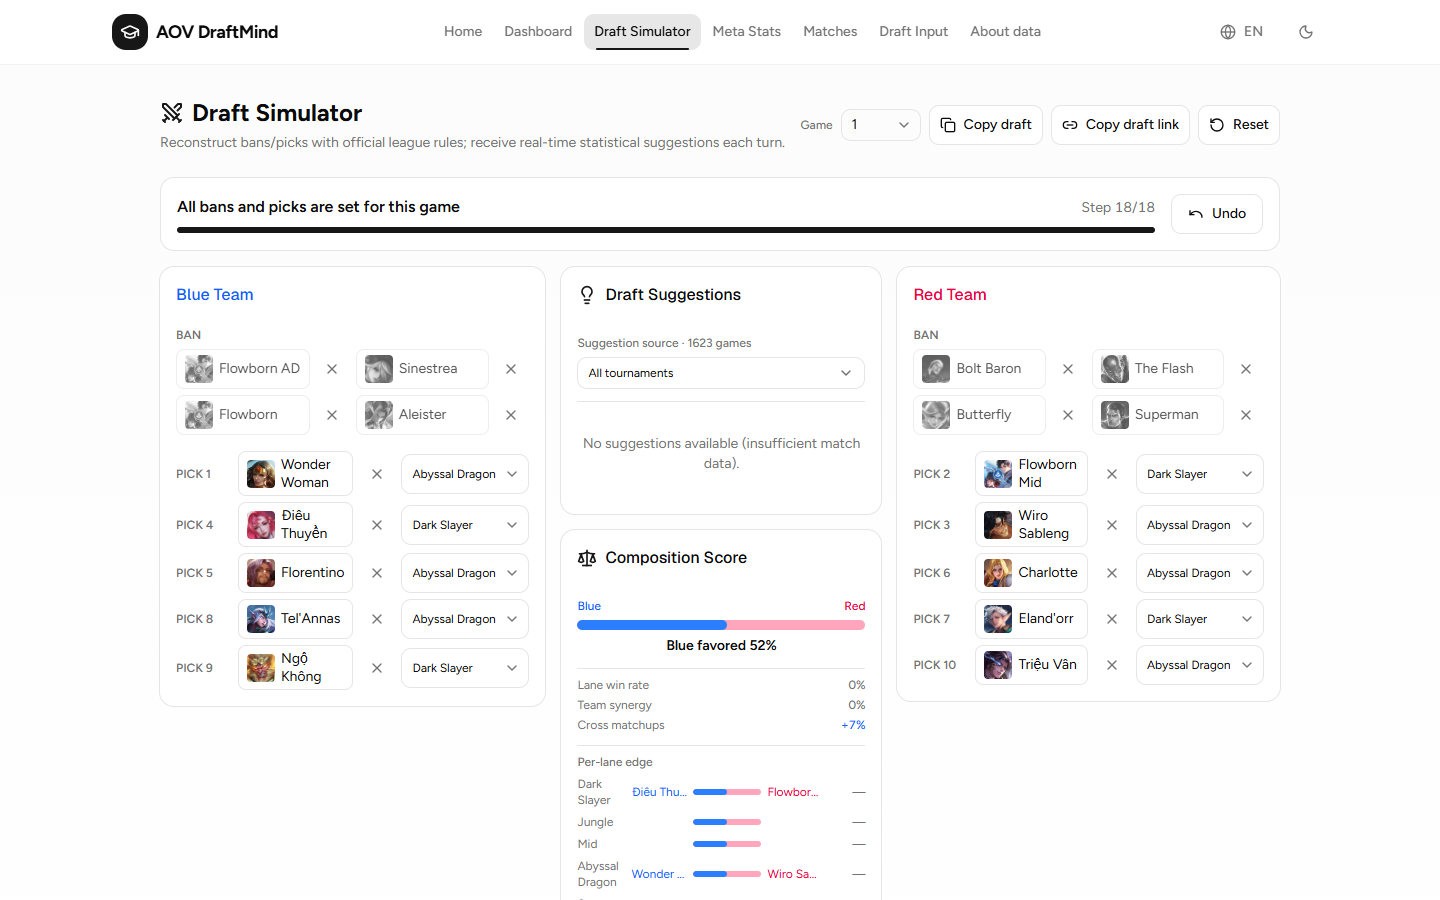 AOV DraftMind
Home
Dashboard
Draft Simulator
Meta Stats
Matches
Draft Input
About data
EN
Draft Simulator
Reconstruct bans/picks with official league rules; receive real-time statistical suggestions each turn.
Game
1
Copy draft
Copy draft link
Reset
All bans and picks are set for this game
Step 18/18
Undo
Blue Team
BAN
Flowborn AD
Sinestrea
Flowborn
Aleister
PICK 1
Wonder
Woman
Abyssal Dragon
PICK 4
Điêu
Thuyền
Dark Slayer
PICK 5
Florentino
Abyssal Dragon
PICK 8
Tel'Annas
Abyssal Dragon
PICK 9
Ngộ
Không
Dark Slayer
Draft Suggestions
Suggestion source · 1623 games
All tournaments
No suggestions available (insufficient match
data).
Composition Score
Blue
Red
Blue favored 52%
Lane win rate
0%
Team synergy
0%
Cross matchups
+7%
Per-lane edge
Dark
Slayer
Điêu Thu...
Flowbor...
—
Jungle
—
Mid
—
Abyssal
Dragon
Wonder ...
Wiro Sa...
—
Red Team
BAN
Bolt Baron
The Flash
Butterfly
Superman
PICK 2
Flowborn
Mid
Dark Slayer
PICK 3
Wiro
Sableng
Abyssal Dragon
PICK 6
Charlotte
Abyssal Dragon
PICK 7
Eland'orr
Dark Slayer
PICK 10
Triệu Vân
Abyssal Dragon